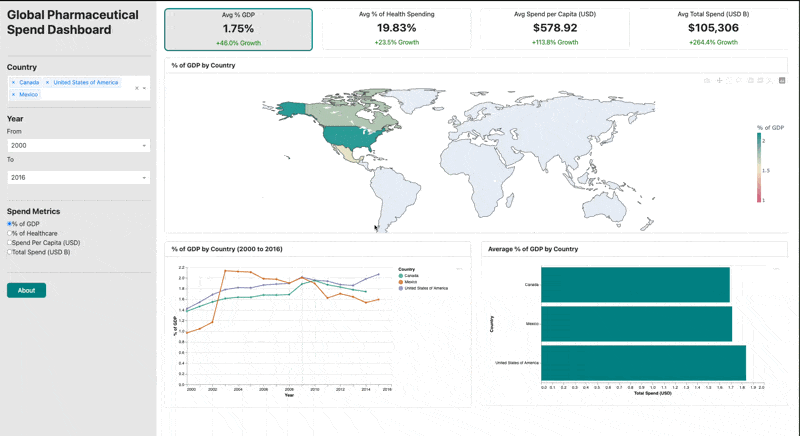 Global Pharmaceutical
Spend Dashboard
Country
× Canada × United States of America
× Mexico
Year
From
2000
To
2016
Spend Metrics
% of GDP
% of Healthcare
Spend Per Capita (USD)
Total Spend (USD B)
About
Avg % GDP
1.75%
+46.0% Growth
Avg % of Health Spending
19.83%
+23.5% Growth
Avg Spend per Capita (USD)
$578.92
+113.8% Growth
Avg Total Spend (USD B)
$105,306
+264.4% Growth
% of GDP by Country
% of GDP
2
1.5
1
% of GDP by Country (2000 to 2016)
% of GDP
2.2
2.0
1.8
1.6
1.4
1.2
1.0
0.8
0.6
0.4
0.2
0.0
2000 2002 2004 2006 2008 2010 2012 2014 2016
Year
Country
Canada
Mexico
United States of America
Average % of GDP by Country
Country
Canada
Mexico
United States of America
0.0 0.1 0.2 0.3 0.4 0.5 0.6 0.7 0.8 0.9 1.0 1.1 1.2 1.3 1.4 1.5 1.6 1.7 1.8 1.9 2.0
Total Spend (USD)